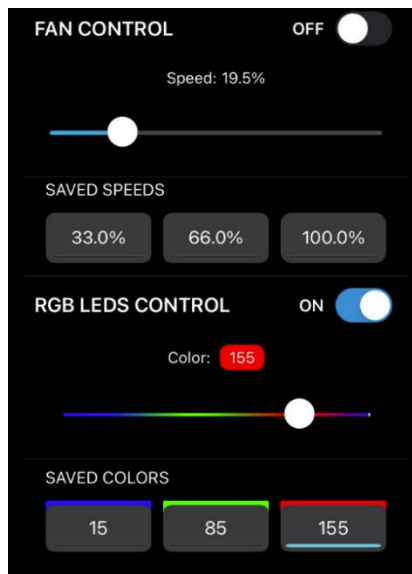 FAN CONTROL OFF
Speed: 19.5%
SAVED SPEEDS
33.0% 66.0% 100.0%
RGB LEDS CONTROL ON
Color: 155
SAVED COLORS
15 85 155